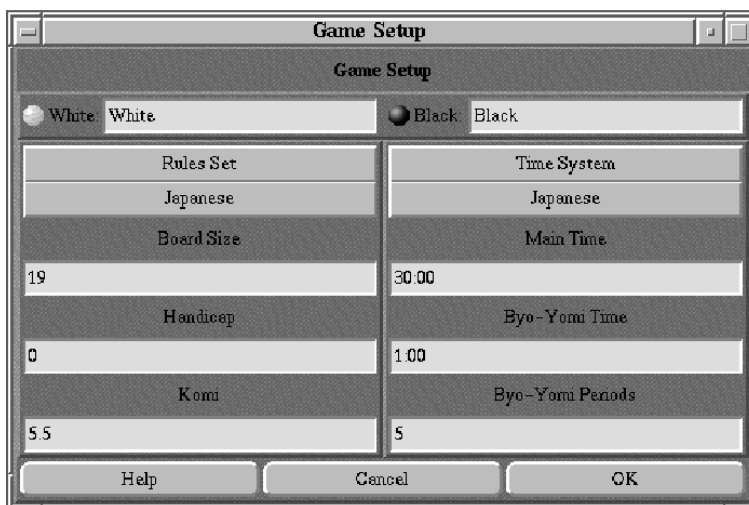 Game Setup
Game Setup
White: White
Black: Black
Rules Set
Japanese
Board Size
19
Handicap
0
Komi
5.5
Time System
Japanese
Main Time
30:00
Byo-Yomi Time
1:00
Byo-Yomi Periods
5
Help Cancel OK